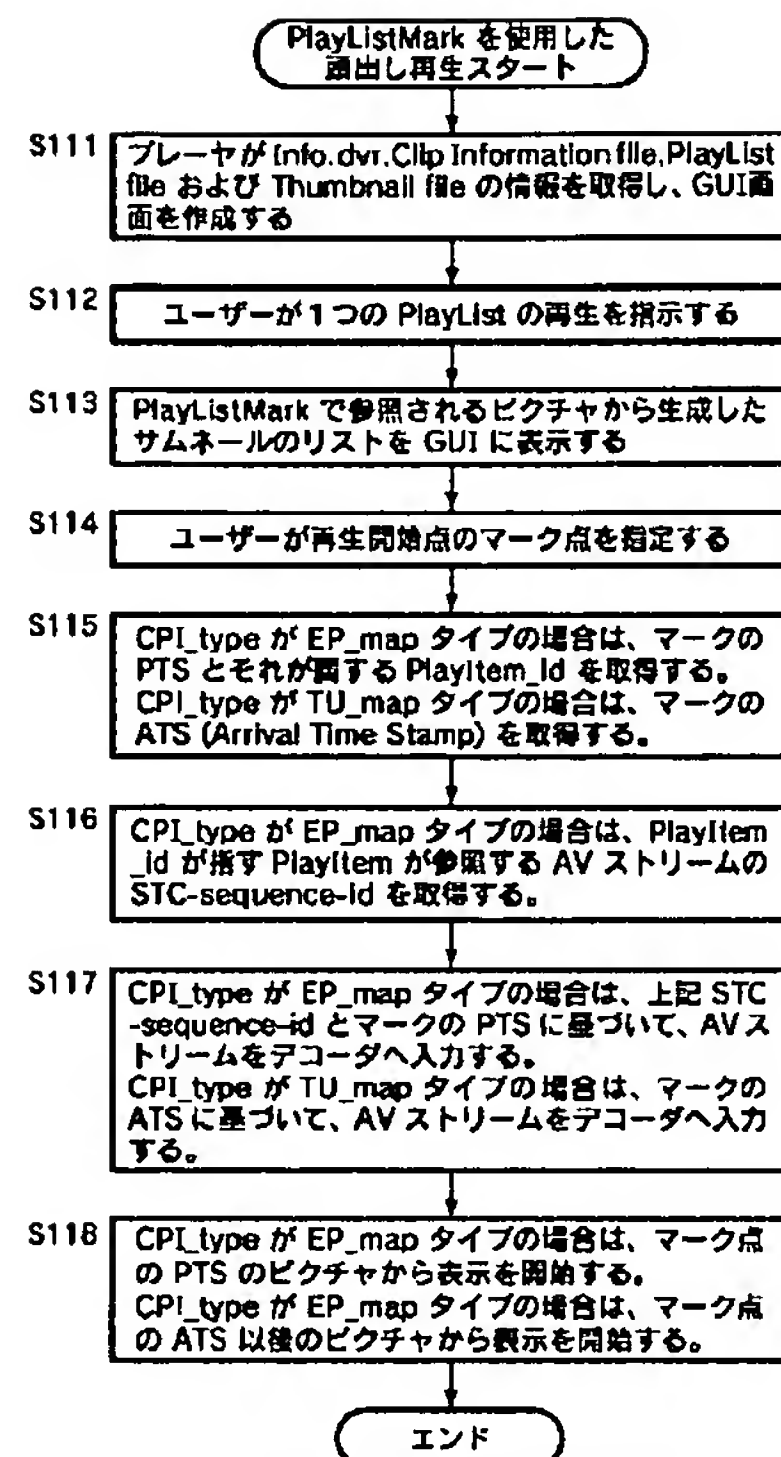 PlayListMark を使用した
頭出し再生スタート
S111
プレーヤが Info.dvr,Clip Information file,PlayList
file および Thumbnail file の情報を取得し、GUI画
面を作成する
S112
ユーザーが1つの PlayList の再生を指示する
S113
PlayListMark で参照されるピクチャから生成した
サムネールのリストを GUI に表示する
S114
ユーザーが再生開始点のマーク点を指定する
S115
CPI_type が EP_map タイプの場合は、マークの
PTS とそれが属する PlayItem_id を取得する。
CPI_type が TU_map タイプの場合は、マークの
ATS (Arrival Time Stamp) を取得する。
S116
CPI_type が EP_map タイプの場合は、PlayItem
_id が指す PlayItem が参照する AV ストリームの
STC-sequence-id を取得する。
S117
CPI_type が EP_map タイプの場合は、上記 STC
-sequence-id とマークの PTS に基づいて、AVス
トリームをデコーダへ入力する。
CPI_type が TU_map タイプの場合は、マークの
ATS に基づいて、AV ストリームをデコーダへ入力
する。
S118
CPI_type が EP_map タイプの場合は、マーク点
の PTS のピクチャから表示を開始する。
CPI_type が EP_map タイプの場合は、マーク点
の ATS 以後のピクチャから表示を開始する。
エンド